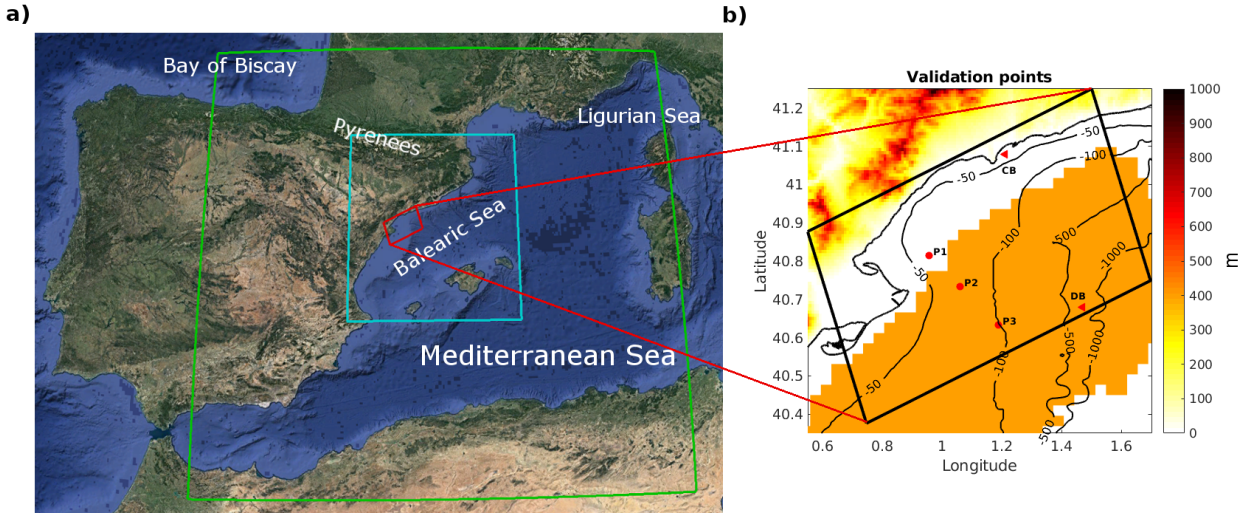 a)
b)
Bay of Biscay
Pyrenees
Ligurian Sea
Balearic Sea
Mediterranean Sea
Validation points
41.2
41.1
41
40.9
40.8
40.7
40.6
40.5
40.4
Latitude
0.6
0.8
1
1.2
1.4
1.6
Longitude
-50
-100
-50
CB
-500
-100
-1000
P1
-50
P2
DB
P3
-500
-1000
-100
-50
-500
1000
900
800
700
600
500
400
300
200
100
0
m